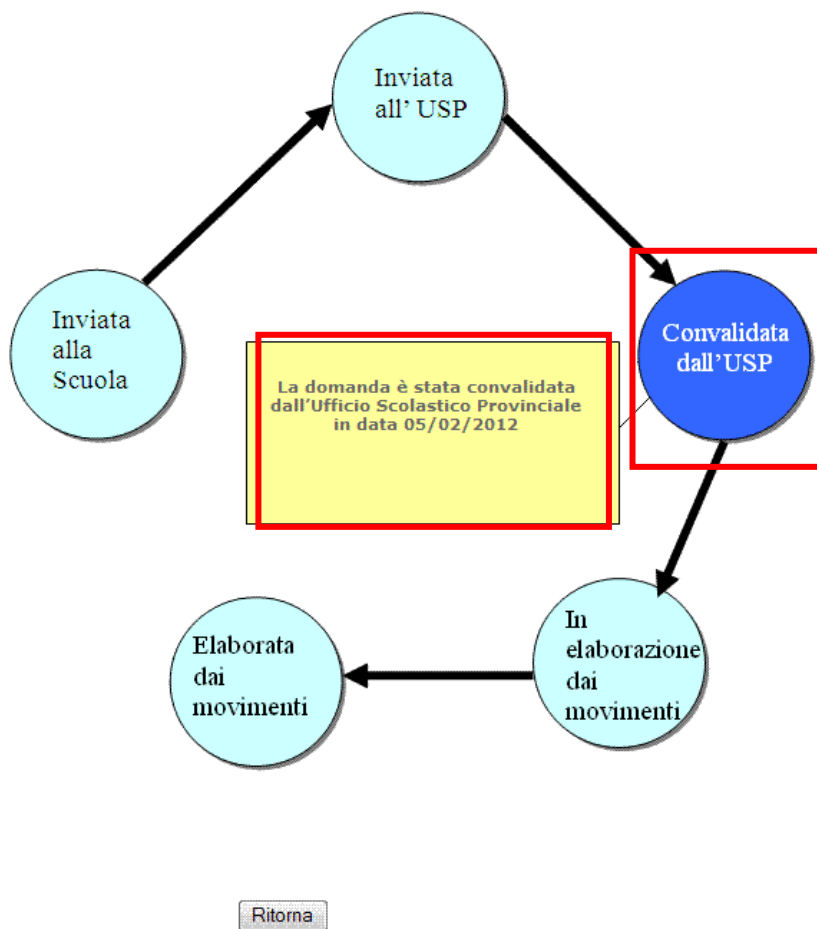 Inviata
all' USP
Inviata
alla
Scuola
Convalidata
dall'USP
La domanda è stata convalidata
dall'Ufficio Scolastico Provinciale
in data 05/02/2012
In
elaborazione
dai
movimenti
Elaborata
dai
movimenti
Ritorna